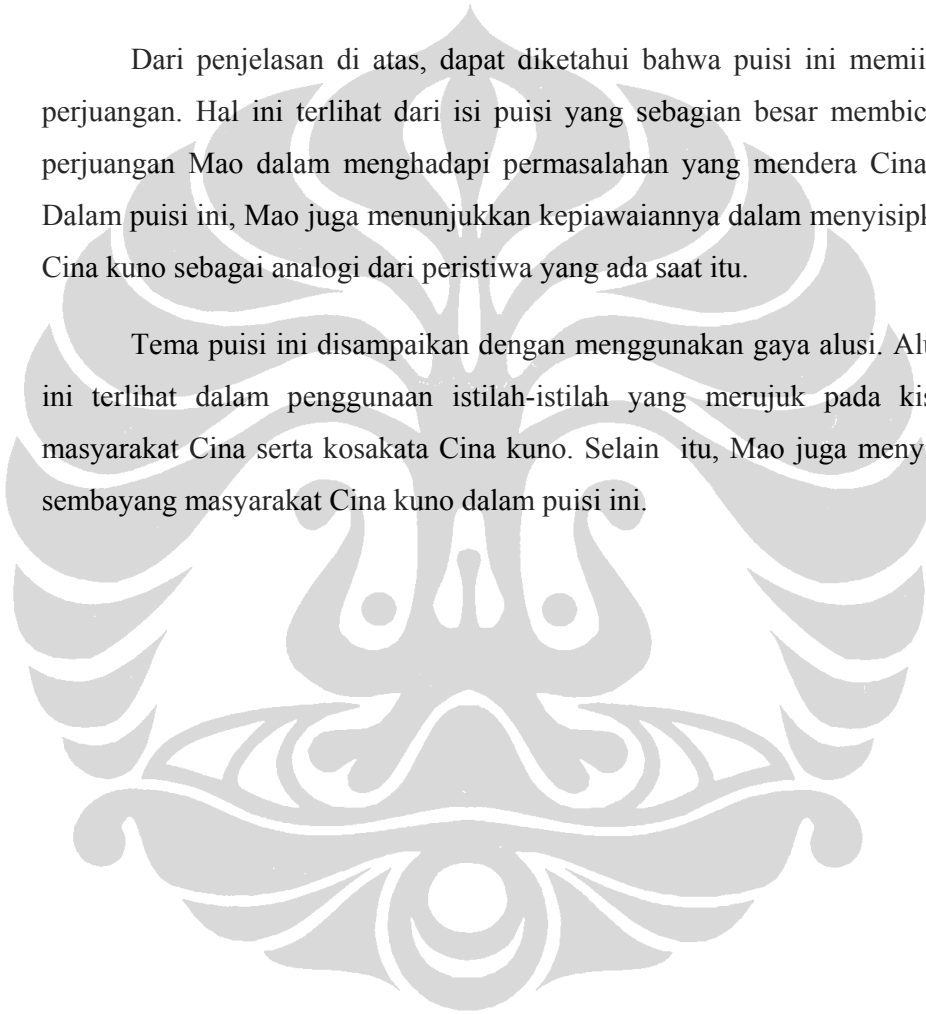 Dari penjelasan di atas, dapat diketahui bahwa puisi ini memii
perjuangan. Hal ini terlihat dari isi puisi yang sebagian besar membic
perjuangan Mao dalam menghadapi permasalahan yang mendera Cina
Dalam puisi ini, Mao juga menunjukkan kepiawaiannya dalam menyisipk
Cina kuno sebagai analogi dari peristiwa yang ada saat itu.
Tema puisi ini disampaikan dengan menggunakan gaya alusi. Alu
ini terlihat dalam penggunaan istilah-istilah yang merujuk pada kis
masyarakat Cina serta kosakata Cina kuno. Selain itu, Mao juga meny
sembayang masyarakat Cina kuno dalam puisi ini.